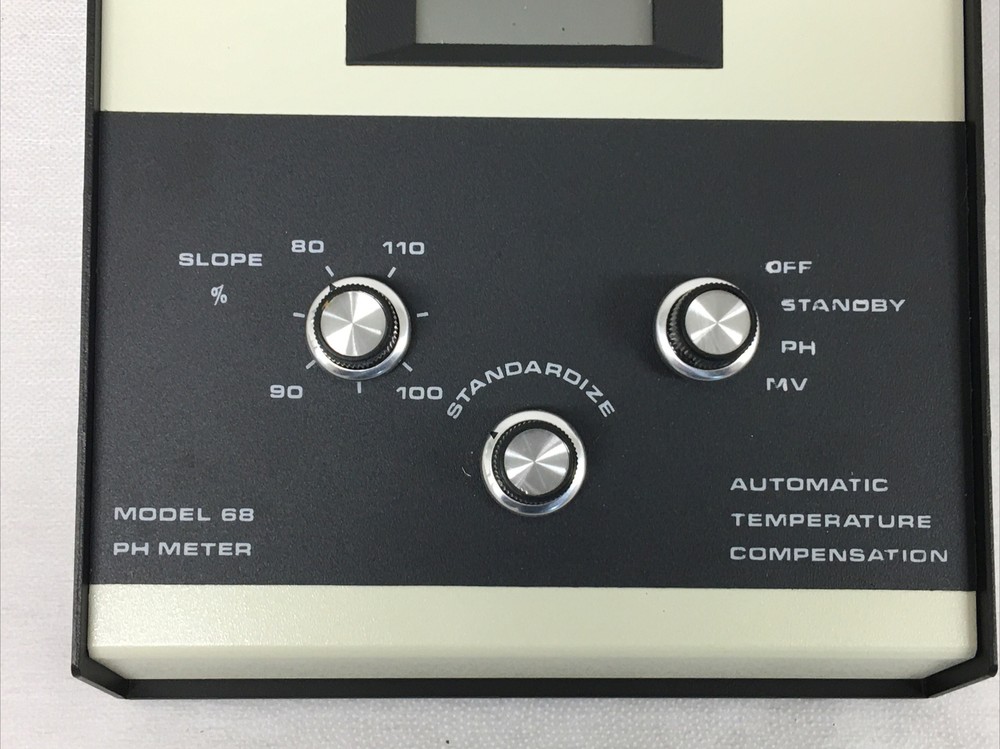 SLOPE
%
80
110
90
100
STANDARDIZE
OFF
STANDBY
PH
MV
MODEL 68
PH METER
AUTOMATIC
TEMPERATURE
COMPENSATION